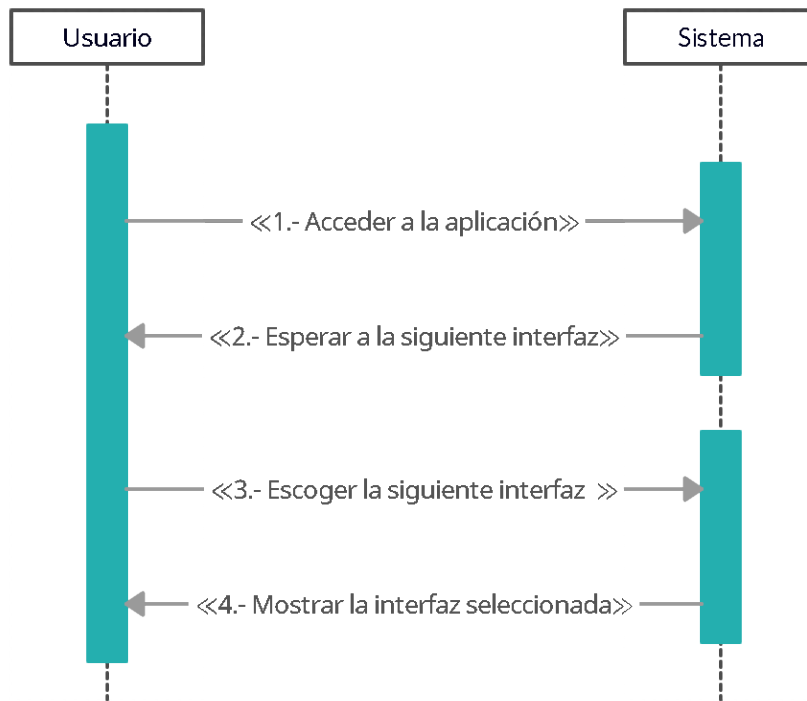 Usuario
Sistema
≪1.- Acceder a la aplicación≫
≪2.- Esperar a la siguiente interfaz≫
≪3.- Escoger la siguiente interfaz ≫
≪4.- Mostrar la interfaz seleccionada≫